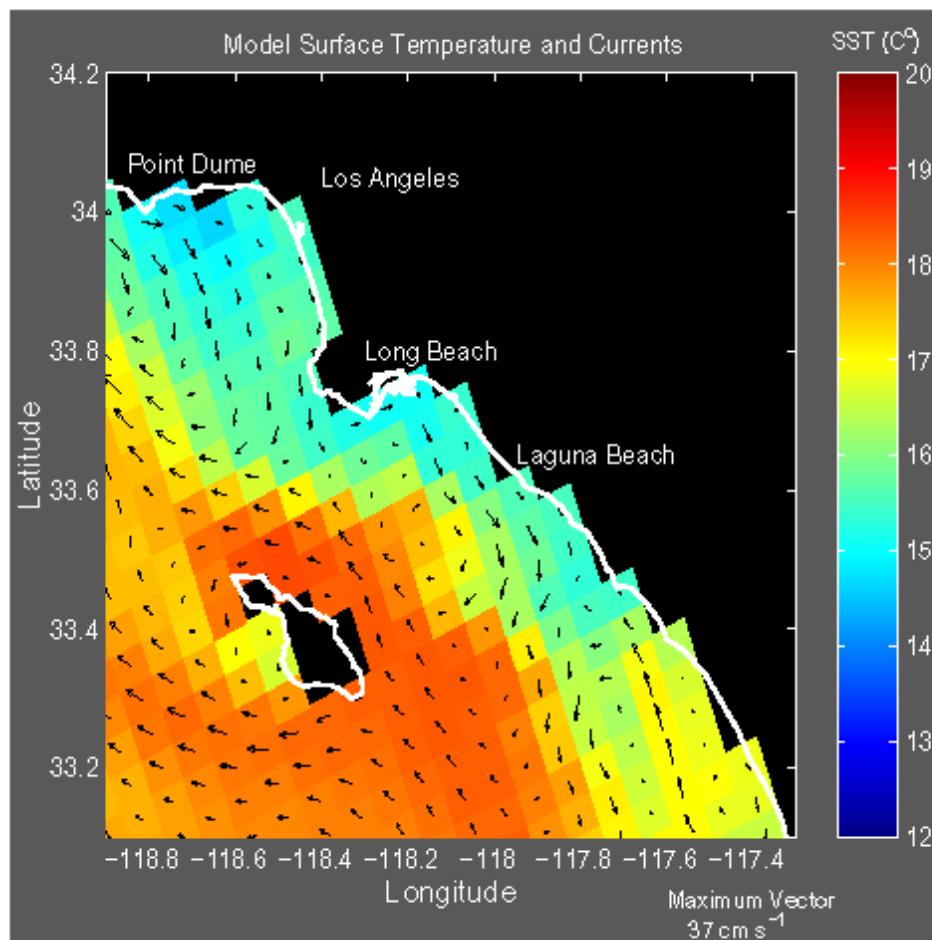 Model Surface Temperature and Currents
SST (C°)
34.2
34
33.8
33.6
33.4
33.2
Latitude
Point Dume
Los Angeles
Long Beach
Laguna Beach
20
19
18
17
16
15
14
13
12
−118.8 −118.6 −118.4 −118.2 −118 −117.8 −117.6 −117.4
Longitude
Maximum Vector
37 cm s⁻¹